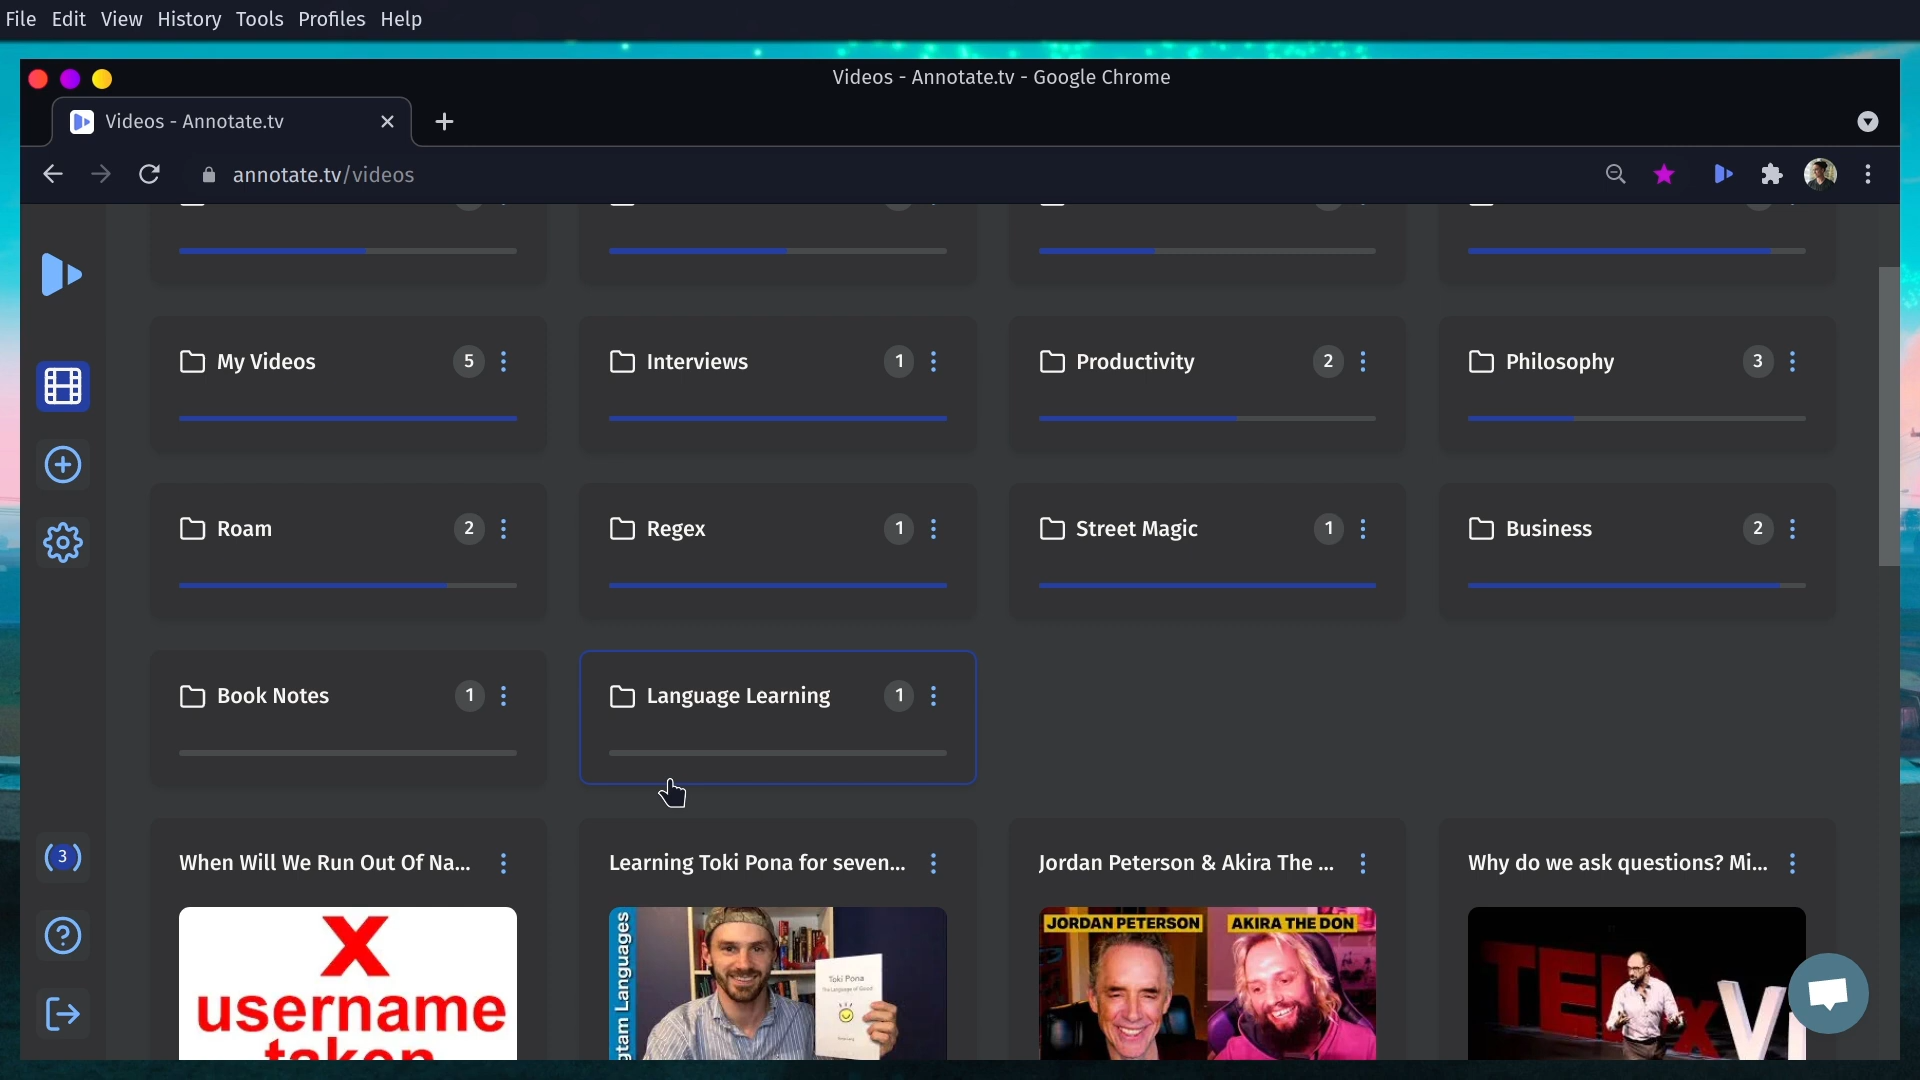 File Edit View History Tools Profiles Help
Videos - Annotate.tv - Google Chrome
Videos - Annotate.tv
annotate.tv/videos
My Videos 5
Interviews 1
Productivity 2
Philosophy 3
Roam 2
Regex 1
Street Magic 1
Business 2
Book Notes 1
Language Learning 1
3
When Will We Run Out Of Na...
Learning Toki Pona for seven...
Jordan Peterson & Akira The ...
Why do we ask questions? Mi...
X
username
taken
gtam Languages
Toki Pona
JORDAN PETERSON
AKIRA THE DON
TEDxVi